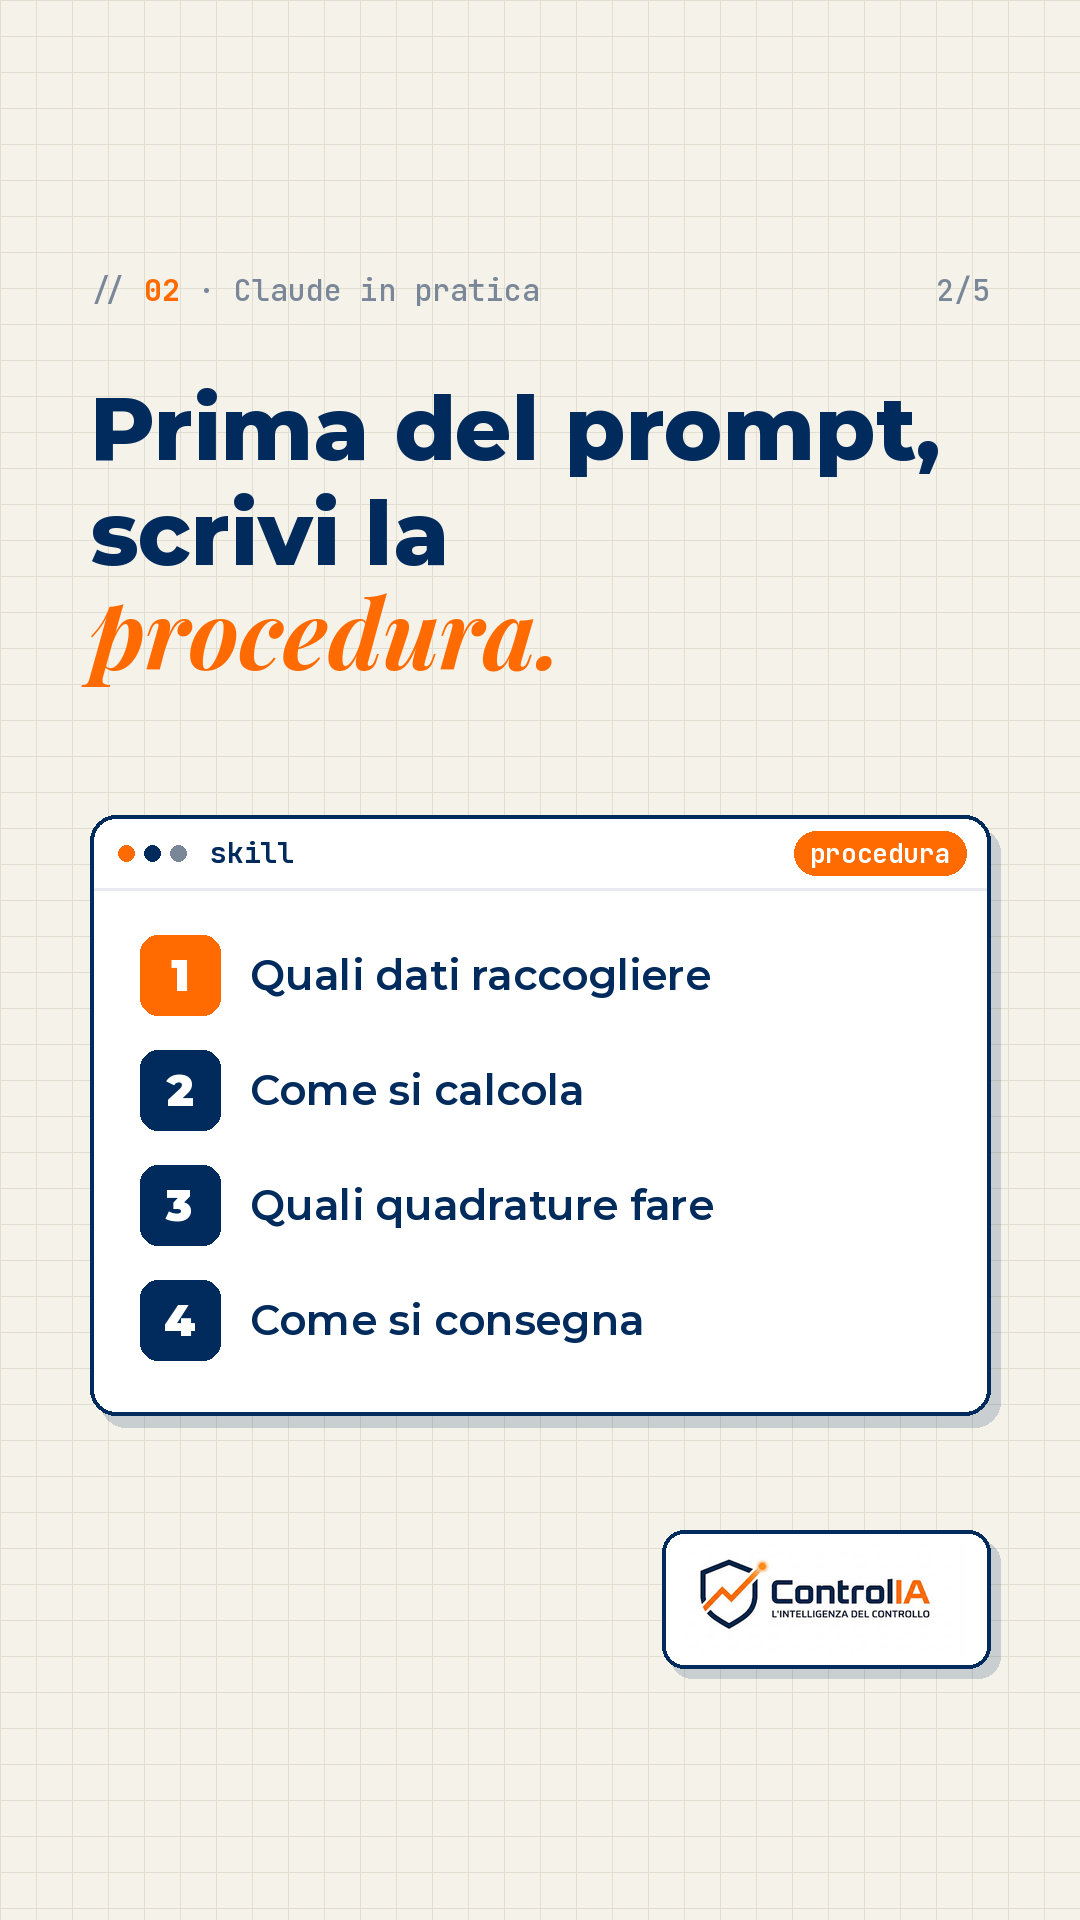 // 02 · Claude in pratica
2/5
Prima del prompt,
scrivi la
procedura.
skill
procedura
1 Quali dati raccogliere
2 Come si calcola
3 Quali quadrature fare
4 Come si consegna
ControlIA
L'INTELLIGENZA DEL CONTROLLO